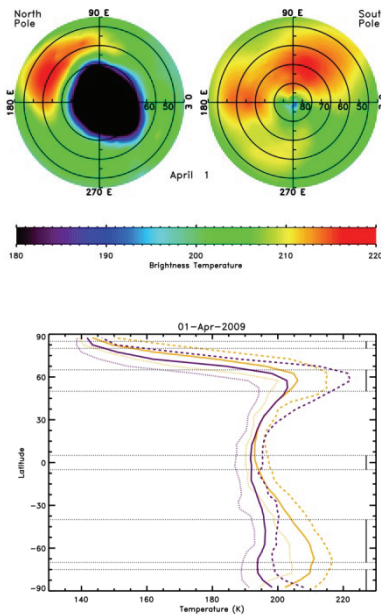 North
Pole
90 E
South
Pole
90 E
180 E
60
50
30
180 E
80
70
60
30
270 E
270 E
April 1
180 190 200 210 220
Brightness Temperature
01-Apr-2009
90
60
30
0
-30
-60
-90
Latitude
140 160 180 200 220
Temperature (K)